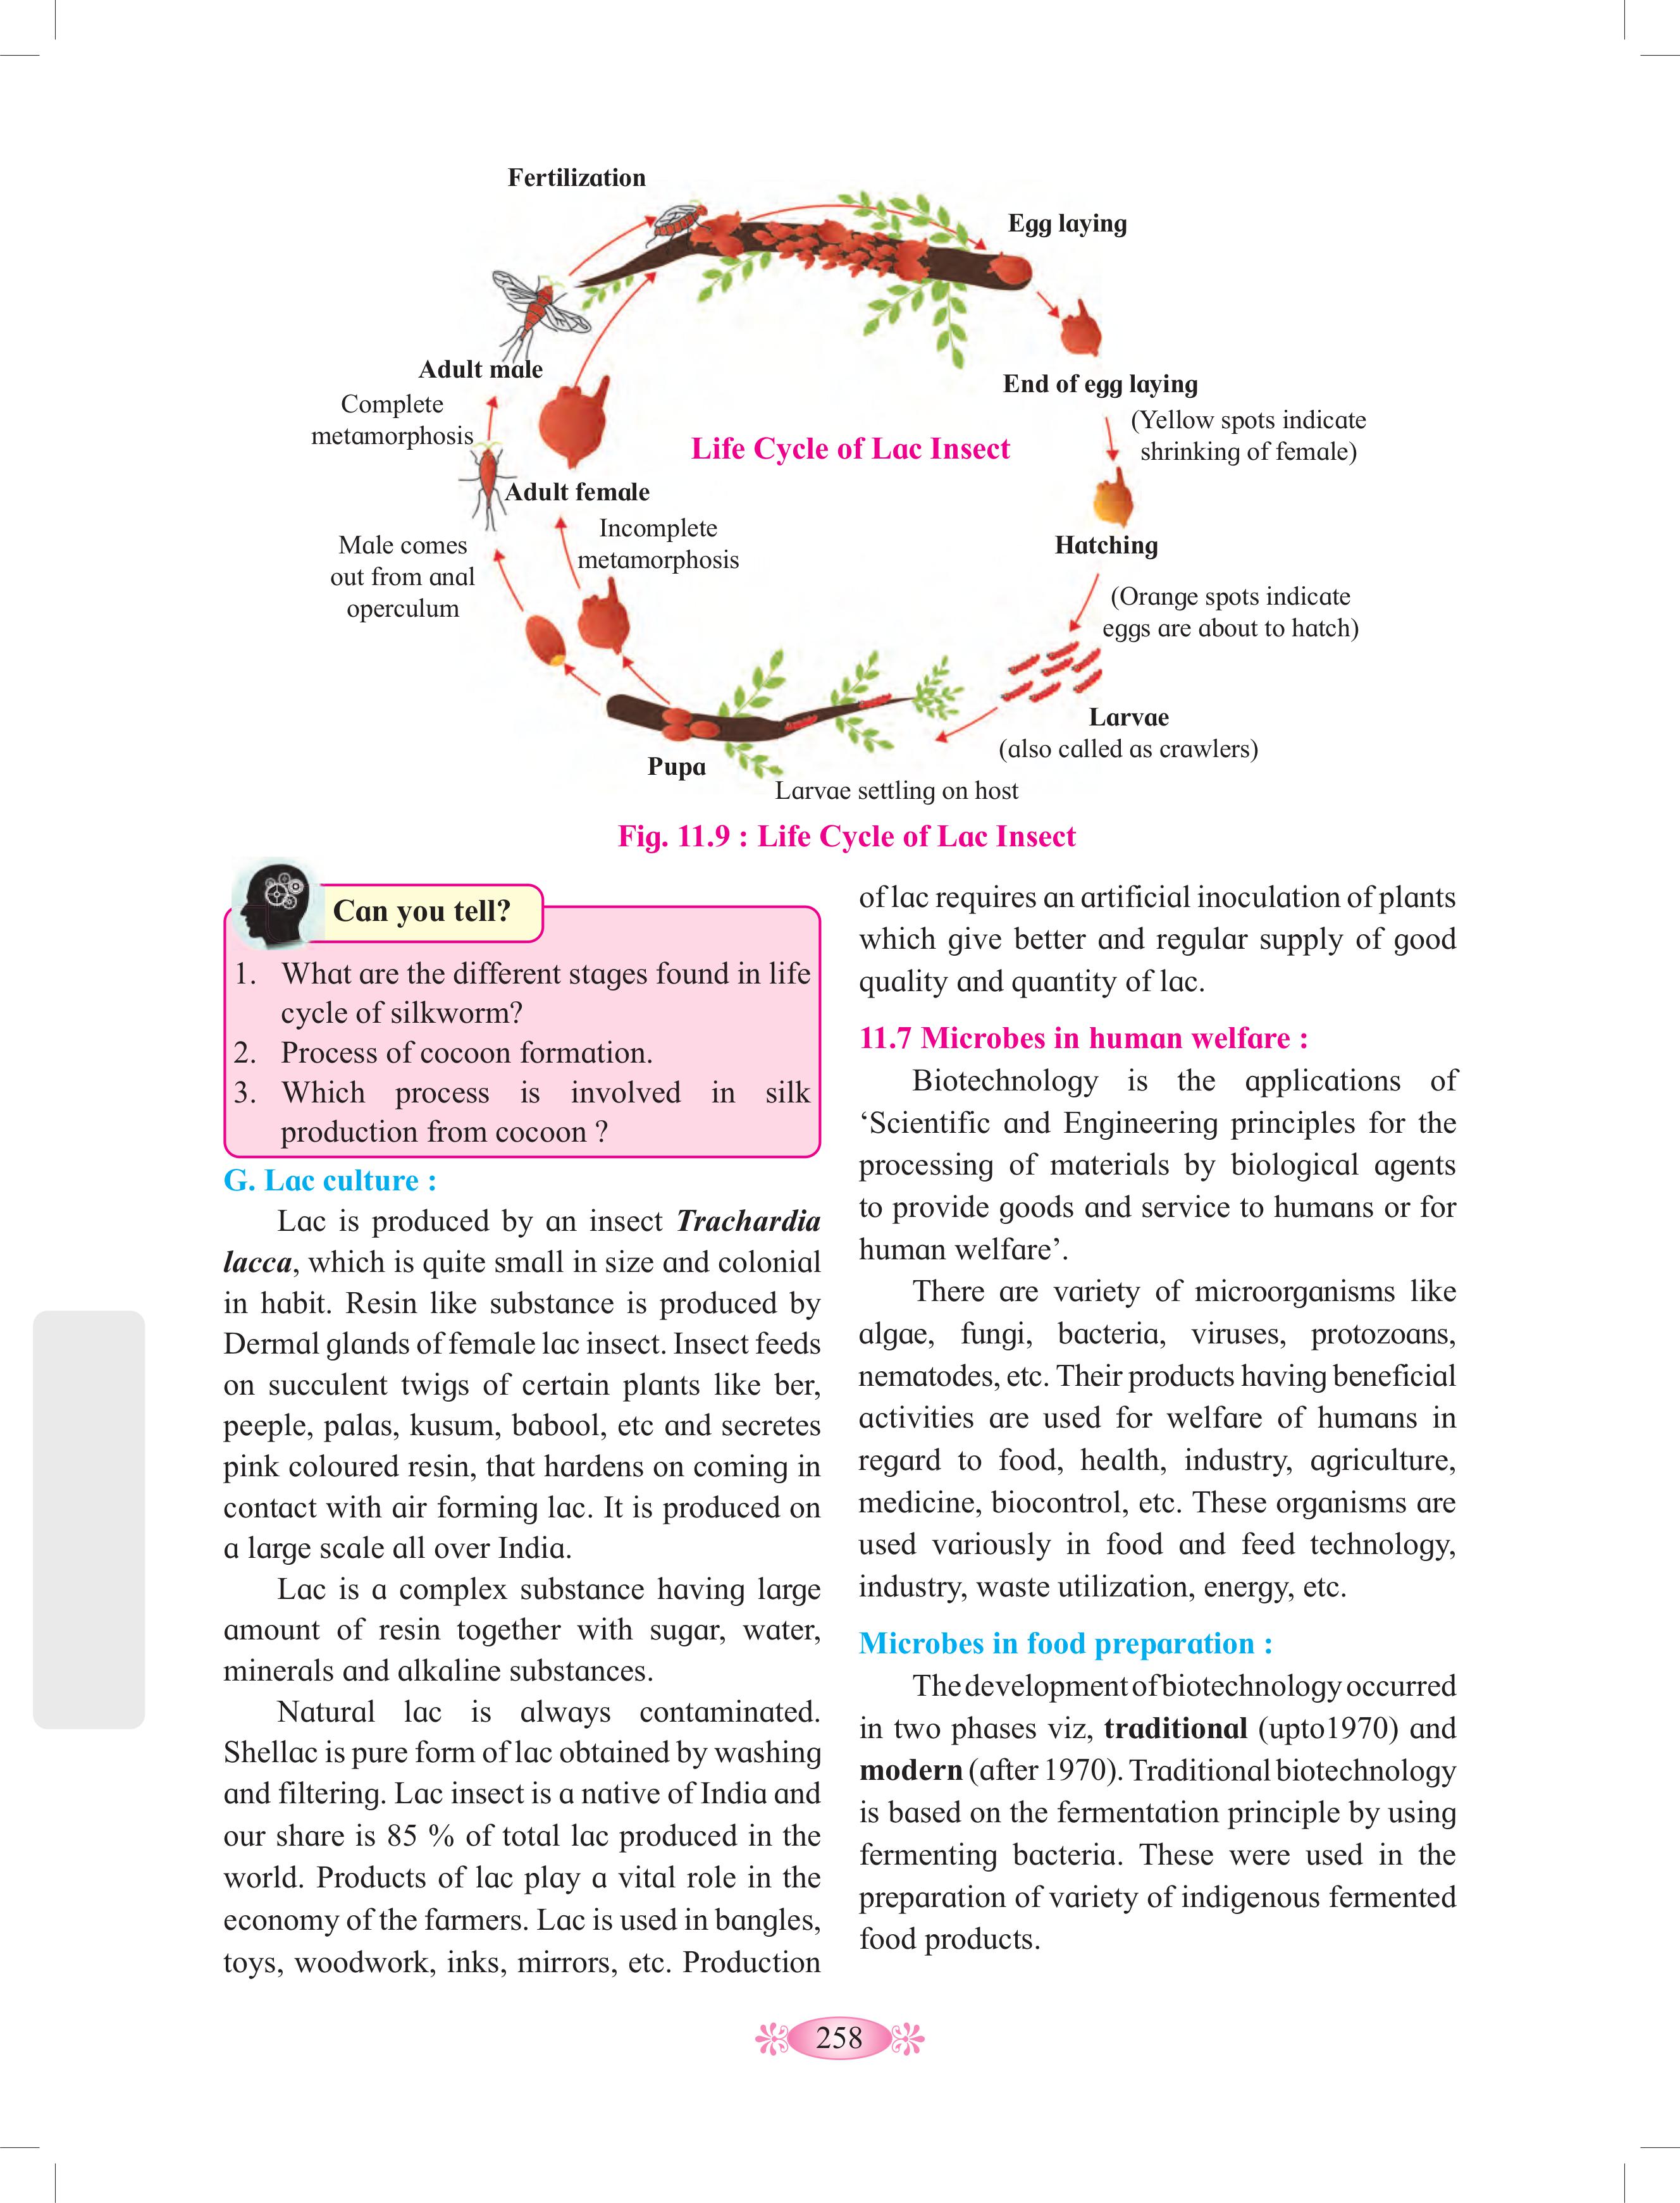 Fertilization
Egg laying
Adult male
Complete
metamorphosis
End of egg laying
(Yellow spots indicate
shrinking of female)
Life Cycle of Lac Insect
Adult female
Incomplete
metamorphosis
Male comes
out from anal
operculum
Hatching
(Orange spots indicate
eggs are about to hatch)
Larvae
(also called as crawlers)
Pupa
Larvae settling on host
Fig. 11.9 : Life Cycle of Lac Insect
Can you tell?
1. What are the different stages found in life
cycle of silkworm?
2. Process of cocoon formation.
3. Which process is involved in silk
production from cocoon ?
G. Lac culture :
Lac is produced by an insect Trachardia
lacca, which is quite small in size and colonial
in habit. Resin like substance is produced by
Dermal glands of female lac insect. Insect feeds
on succulent twigs of certain plants like ber,
peeple, palas, kusum, babool, etc and secretes
pink coloured resin, that hardens on coming in
contact with air forming lac. It is produced on
a large scale all over India.
Lac is a complex substance having large
amount of resin together with sugar, water,
minerals and alkaline substances.
Natural lac is always contaminated.
Shellac is pure form of lac obtained by washing
and filtering. Lac insect is a native of India and
our share is 85 % of total lac produced in the
world. Products of lac play a vital role in the
economy of the farmers. Lac is used in bangles,
toys, woodwork, inks, mirrors, etc. Production
of lac requires an artificial inoculation of plants
which give better and regular supply of good
quality and quantity of lac.
11.7 Microbes in human welfare :
Biotechnology is the applications of
‘Scientific and Engineering principles for the
processing of materials by biological agents
to provide goods and service to humans or for
human welfare’.
There are variety of microorganisms like
algae, fungi, bacteria, viruses, protozoans,
nematodes, etc. Their products having beneficial
activities are used for welfare of humans in
regard to food, health, industry, agriculture,
medicine, biocontrol, etc. These organisms are
used variously in food and feed technology,
industry, waste utilization, energy, etc.
Microbes in food preparation :
The development of biotechnology occurred
in two phases viz, traditional (upto1970) and
modern (after 1970). Traditional biotechnology
is based on the fermentation principle by using
fermenting bacteria. These were used in the
preparation of variety of indigenous fermented
food products.
258